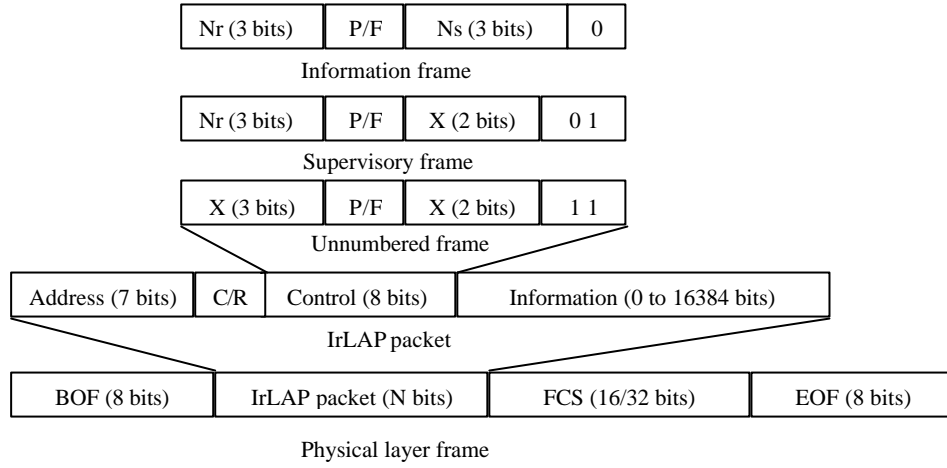 Nr (3 bits) P/F Ns (3 bits) 0
Information frame
Nr (3 bits) P/F X (2 bits) 0 1
Supervisory frame
X (3 bits) P/F X (2 bits) 1 1
Unnumbered frame
Address (7 bits) C/R Control (8 bits) Information (0 to 16384 bits)
IrLAP packet
BOF (8 bits) IrLAP packet (N bits) FCS (16/32 bits) EOF (8 bits)
Physical layer frame